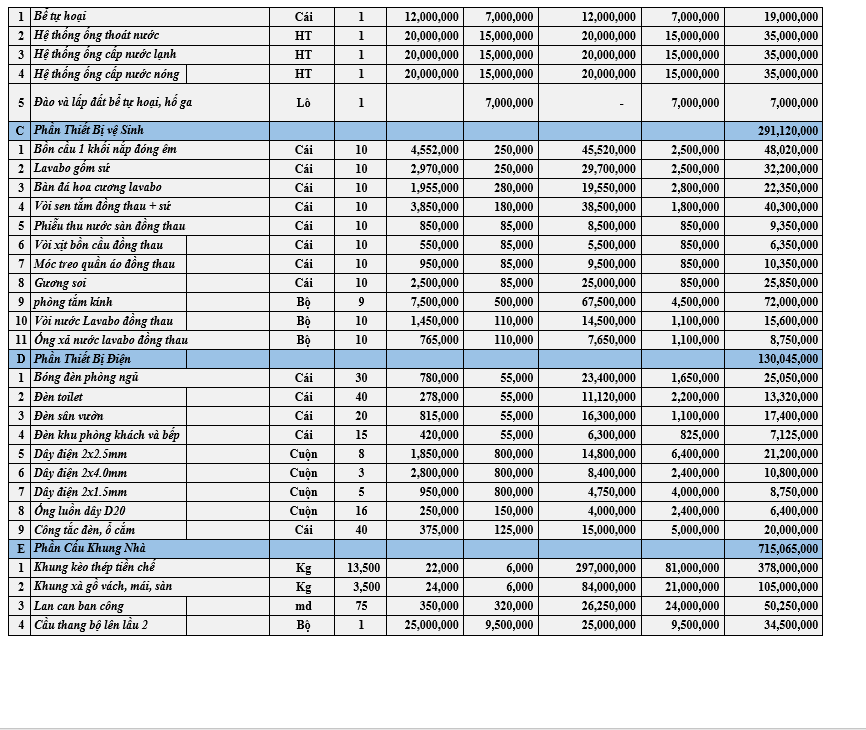 1 Bể tự hoại Cái 1 12,000,000 7,000,000 12,000,000 7,000,000 19,000,000
2 Hệ thống ống thoát nước HT 1 20,000,000 15,000,000 20,000,000 15,000,000 35,000,000
3 Hệ thống ống cấp nước lạnh HT 1 20,000,000 15,000,000 20,000,000 15,000,000 35,000,000
4 Hệ thống ống cấp nước nóng HT 1 20,000,000 15,000,000 20,000,000 15,000,000 35,000,000
5 Đào và lấp đất bể tự hoại, hố ga Lô 1 7,000,000 - 7,000,000 7,000,000
C Phần Thiết Bị vệ Sinh 291,120,000
1 Bồn cầu 1 khối nắp đóng êm Cái 10 4,552,000 250,000 45,520,000 2,500,000 48,020,000
2 Lavabo gốm sứ Cái 10 2,970,000 250,000 29,700,000 2,500,000 32,200,000
3 Bàn đá hoa cương lavabo Cái 10 1,955,000 280,000 19,550,000 2,800,000 22,350,000
4 Vòi sen tắm đồng thau + sứ Cái 10 3,850,000 180,000 38,500,000 1,800,000 40,300,000
5 Phiễu thu nước sàn đồng thau Cái 10 850,000 85,000 8,500,000 850,000 9,350,000
6 Vòi xịt bồn cầu đồng thau Cái 10 550,000 85,000 5,500,000 850,000 6,350,000
7 Móc treo quần áo đồng thau Cái 10 950,000 85,000 9,500,000 850,000 10,350,000
8 Gương soi Cái 10 2,500,000 85,000 25,000,000 850,000 25,850,000
9 phòng tắm kính Bộ 9 7,500,000 500,000 67,500,000 4,500,000 72,000,000
10 Vòi nước Lavabo đồng thau Bộ 10 1,450,000 110,000 14,500,000 1,100,000 15,600,000
11 Ống xã nước lavabo đồng thau Bộ 10 765,000 110,000 7,650,000 1,100,000 8,750,000
D Phần Thiết Bị Điện 130,045,000
1 Bóng đèn phòng ngủ Cái 30 780,000 55,000 23,400,000 1,650,000 25,050,000
2 Đèn toilet Cái 40 278,000 55,000 11,120,000 2,200,000 13,320,000
3 Đèn sân vườn Cái 20 815,000 55,000 16,300,000 1,100,000 17,400,000
4 Đèn khu phòng khách và bếp Cái 15 420,000 55,000 6,300,000 825,000 7,125,000
5 Dây điện 2x2.5mm Cuộn 8 1,850,000 800,000 14,800,000 6,400,000 21,200,000
6 Dây điện 2x4.0mm Cuộn 3 2,800,000 800,000 8,400,000 2,400,000 10,800,000
7 Dây điện 2x1.5mm Cuộn 5 950,000 800,000 4,750,000 4,000,000 8,750,000
8 Ống luồn dây D20 Cuộn 16 250,000 150,000 4,000,000 2,400,000 6,400,000
9 Công tắc đèn, ổ cắm Cái 40 375,000 125,000 15,000,000 5,000,000 20,000,000
E Phần Cấu Khung Nhà 715,065,000
1 Khung kèo thép tiền chế Kg 13,500 22,000 6,000 297,000,000 81,000,000 378,000,000
2 Khung xà gồ vách, mái, sàn Kg 3,500 24,000 6,000 84,000,000 21,000,000 105,000,000
3 Lan can ban công md 75 350,000 320,000 26,250,000 24,000,000 50,250,000
4 Cầu thang bộ lên lầu 2 Bộ 1 25,000,000 9,500,000 25,000,000 9,500,000 34,500,000